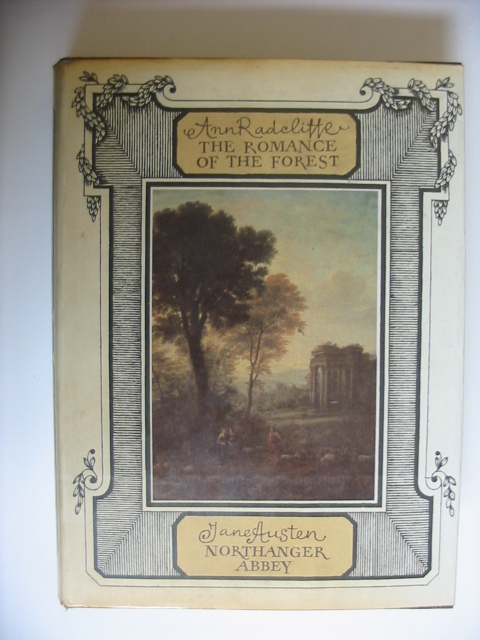 Ann Radcliffe
THE ROMANCE
OF THE FOREST
Jane Austen
NORTHANGER
ABBEY